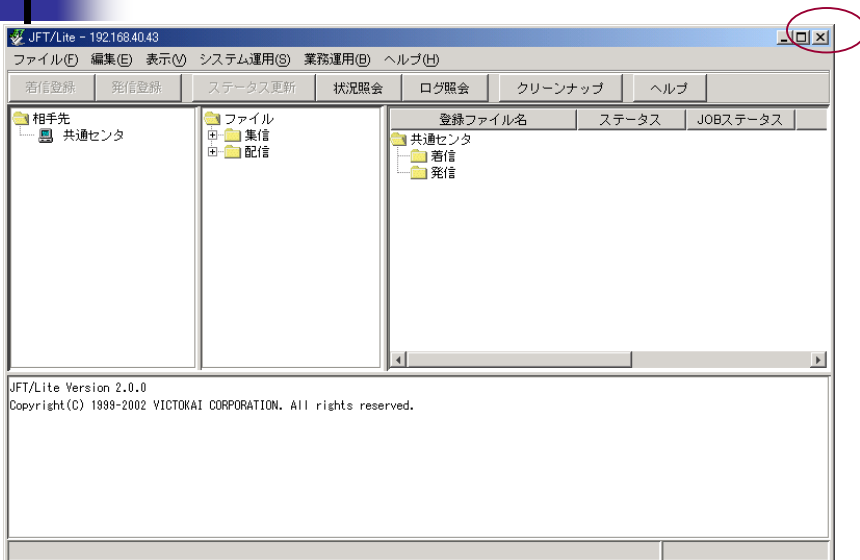 JFT/Lite - 192.168.40.43
ファイル(F) 編集(E) 表示(V) システム運用(S) 業務運用(B) ヘルプ(H)
着信登録 発信登録 ステータス更新 状況照会 ログ照会 クリーンナップ ヘルプ
相手先
共通センタ
ファイル
集信
配信
登録ファイル名 ステータス JOBステータス
共通センタ
着信
発信
JFT/Lite Version 2.0.0
Copyright(C) 1999-2002 VICTOKAI CORPORATION. All rights reserved.